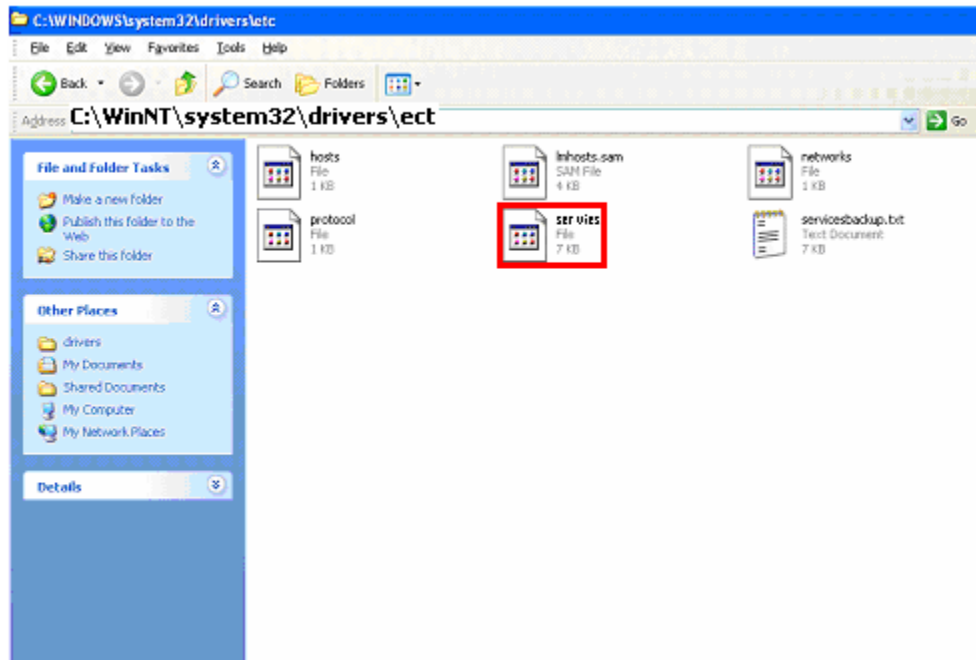 C:\WINDOWS\system32\drivers\etc
File Edit View Favorites Tools Help
Back Search Folders
Address C:\WinNT\system32\drivers\ect Go
File and Folder Tasks
Make a new folder
Publish this folder to the
Web
Share this folder
Other Places
drivers
My Documents
Shared Documents
My Computer
My Network Places
Details
hosts
File
1 KB
lmhosts.sam
SAM File
4 KB
networks
File
1 KB
protocol
File
1 KB
ser vies
File
7 KB
servicesbackup.txt
Text Document
7 KB